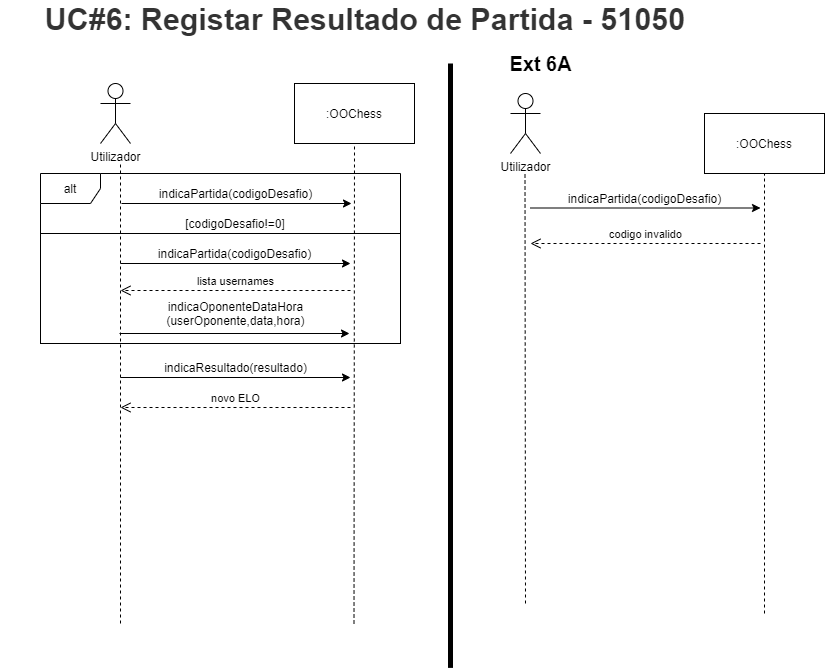 UC#6: Registar Resultado de Partida - 51050
Utilizador
:OOChess
alt
indicaPartida(codigoDesafio)
[codigoDesafio!=0]
indicaPartida(codigoDesafio)
lista usernames
indicaOponenteDataHora
(userOponente,data,hora)
indicaResultado(resultado)
novo ELO
Ext 6A
Utilizador
:OOChess
indicaPartida(codigoDesafio)
codigo invalido